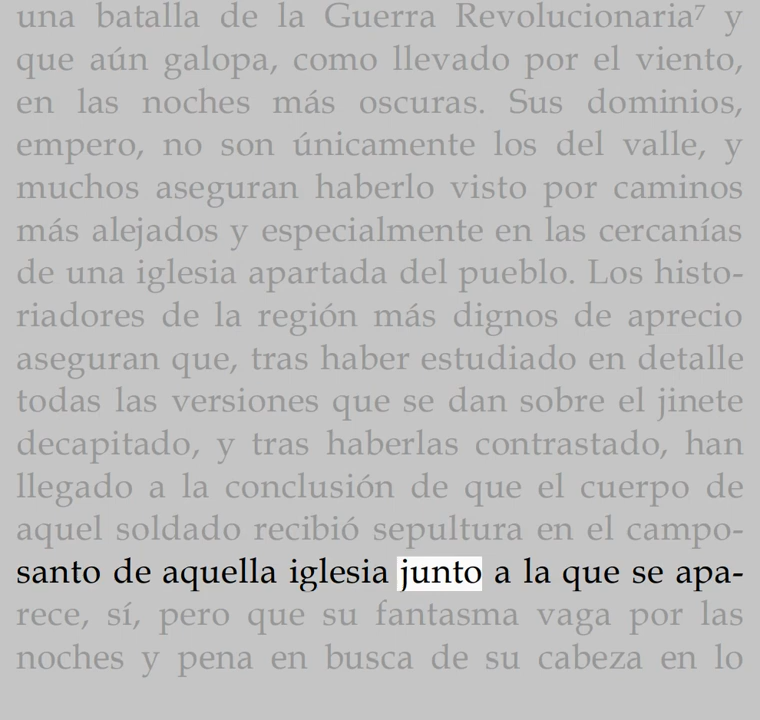 una batalla de la Guerra Revolucionaria⁷ y
que aún galopa, como llevado por el viento,
en las noches más oscuras. Sus dominios,
empero, no son únicamente los del valle, y
muchos aseguran haberlo visto por caminos
más alejados y especialmente en las cercanías
de una iglesia apartada del pueblo. Los histo-
riadores de la región más dignos de aprecio
aseguran que, tras haber estudiado en detalle
todas las versiones que se dan sobre el jinete
decapitado, y tras haberlas contrastado, han
llegado a la conclusión de que el cuerpo de
aquel soldado recibió sepultura en el campo-
santo de aquella iglesia junto a la que se apa-
rece, sí, pero que su fantasma vaga por las
noches y pena en busca de su cabeza en lo